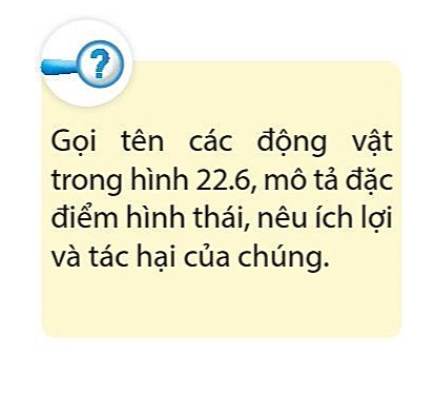 ?
Gọi tên các động vật
trong hình 22.6, mô tả đặc
điểm hình thái, nêu ích lợi
và tác hại của chúng.